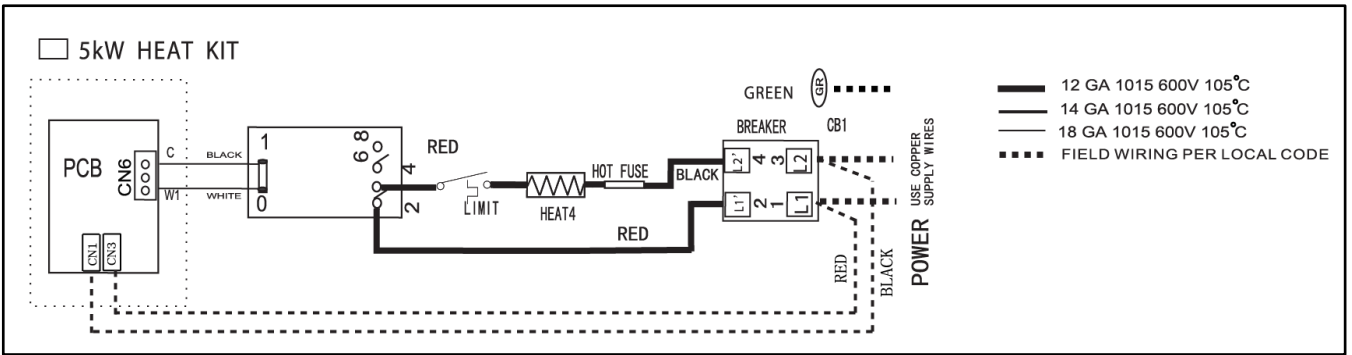 5kW HEAT KIT
GREEN
GR
12 GA 1015 600V 105°C
14 GA 1015 600V 105°C
18 GA 1015 600V 105°C
FIELD WIRING PER LOCAL CODE
BREAKER
CB1
PCB
CN6
C
W1
BLACK
WHITE
1
0
6 8
4
2
RED
LIMIT
HEAT4
HOT FUSE
BLACK
RED
L2' 4 3 L2
L1' 2 1 L1
POWER
USE COPPER
SUPPLY WIRES
CN1
CN3
RED
BLACK